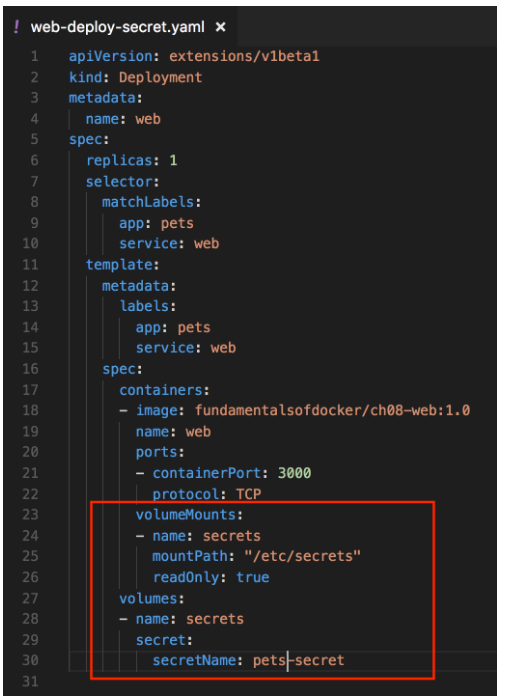 ! web-deploy-secret.yaml ×
1 apiVersion: extensions/v1beta1
2 kind: Deployment
3 metadata:
4   name: web
5 spec:
6   replicas: 1
7   selector:
8     matchLabels:
9       app: pets
10       service: web
11   template:
12     metadata:
13       labels:
14         app: pets
15         service: web
16     spec:
17       containers:
18       - image: fundamentalsofdocker/ch08-web:1.0
19         name: web
20         ports:
21         - containerPort: 3000
22           protocol: TCP
23         volumeMounts:
24         - name: secrets
25           mountPath: "/etc/secrets"
26           readOnly: true
27       volumes:
28       - name: secrets
29         secret:
30           secretName: pets-secret
31